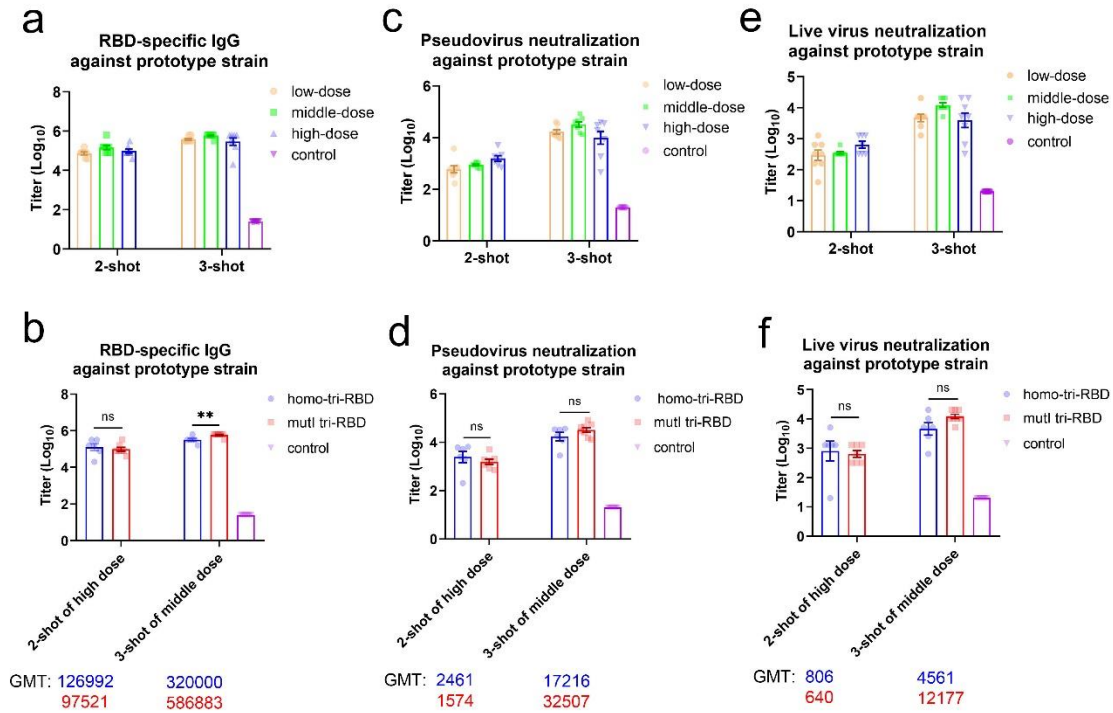 a
RBD-specific IgG
against prototype strain
low-dose
middle-dose
high-dose
control
Titer (Log10)
8
6
4
2
0
2-shot
3-shot
c
Pseudovirus neutralization
against prototype strain
low-dose
middle-dose
high-dose
control
Titer (Log10)
6
4
2
0
2-shot
3-shot
e
Live virus neutralization
against prototype strain
low-dose
middle-dose
high-dose
control
Titer (Log10)
5
4
3
2
1
0
2-shot
3-shot
b
RBD-specific IgG
against prototype strain
homo-tri-RBD
mutI tri-RBD
control
Titer (Log10)
8
6
4
2
0
ns
**
2-shot of high dose
3-shot of middle dose
GMT: 126992 320000
97521 586883
d
Pseudovirus neutralization
against prototype strain
homo-tri-RBD
mutI tri-RBD
control
Titer (Log10)
6
4
2
0
ns
ns
2-shot of high dose
3-shot of middle dose
GMT: 2461 17216
1574 32507
f
Live virus neutralization
against prototype strain
homo-tri-RBD
mutI tri-RBD
control
Titer (Log10)
5
4
3
2
1
0
ns
ns
2-shot of high dose
3-shot of middle dose
GMT: 806 4561
640 12177